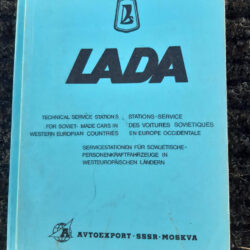 LADA
TECHNICAL SERVICE STATIONS
FOR SOVIET-MADE CARS IN
WESTERN EUROPIAN COUNTRIES
STATIONS-SERVICE
DES VOITURES SOVIETIQUES
EN EUROPE OCCIDENTALE
SERVICESTATIONEN FÜR SOWJETISCHE-
PERSONENKRAFTFAHRZEUGE IN
WESTEUROPÄISCHEN LÄNDERN
AVTOEXPORT · SSSR · MOSKVA